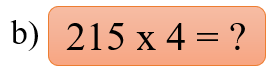 b) 215 x 4 = ?